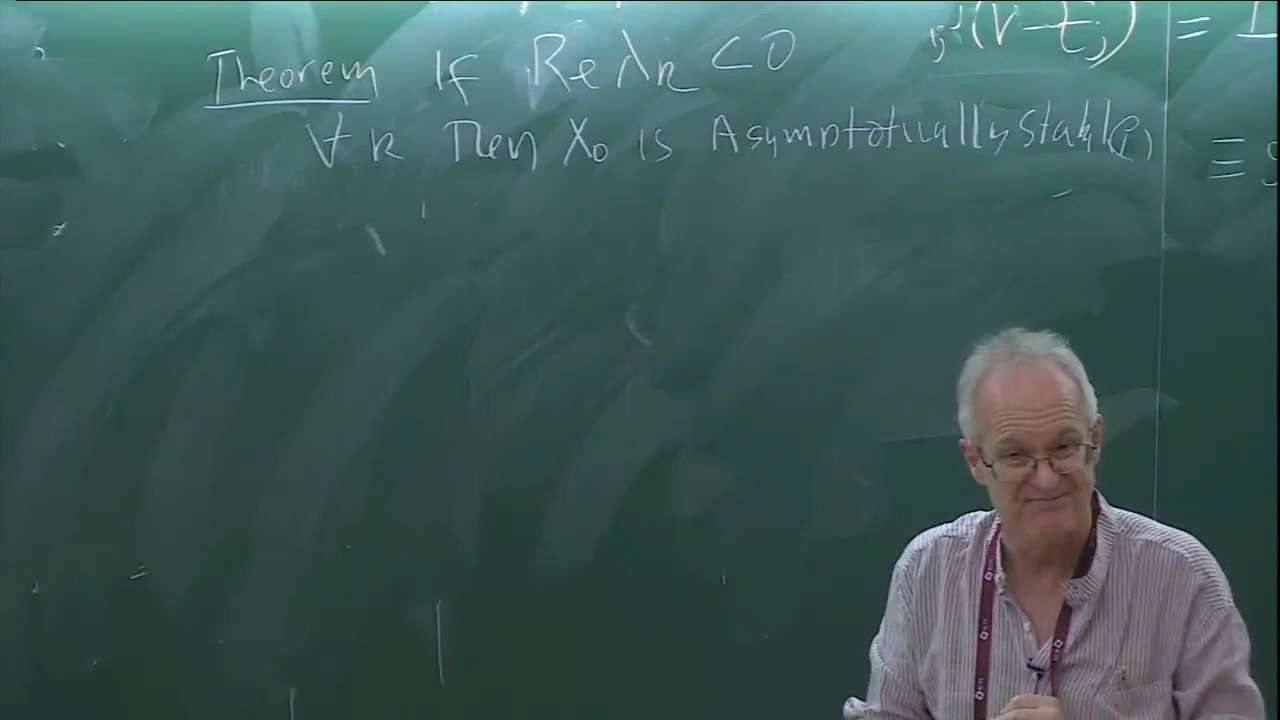 Theorem If Re λk < 0
∀ k Then X₀ is Asymptotically Stable